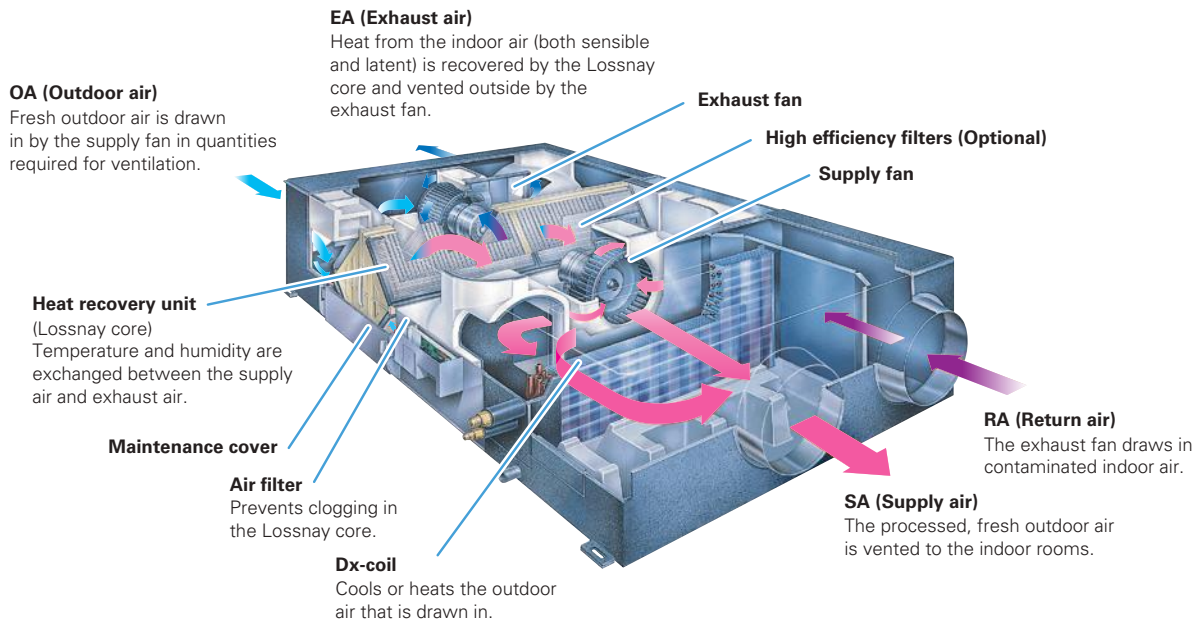 EA (Exhaust air)
Heat from the indoor air (both sensible
and latent) is recovered by the Lossnay
core and vented outside by the
exhaust fan.
OA (Outdoor air)
Fresh outdoor air is drawn
in by the supply fan in quantities
required for ventilation.
Exhaust fan
High efficiency filters (Optional)
Supply fan
Heat recovery unit
(Lossnay core)
Temperature and humidity are
exchanged between the supply
air and exhaust air.
Maintenance cover
Air filter
Prevents clogging in
the Lossnay core.
Dx-coil
Cools or heats the outdoor
air that is drawn in.
RA (Return air)
The exhaust fan draws in
contaminated indoor air.
SA (Supply air)
The processed, fresh outdoor air
is vented to the indoor rooms.